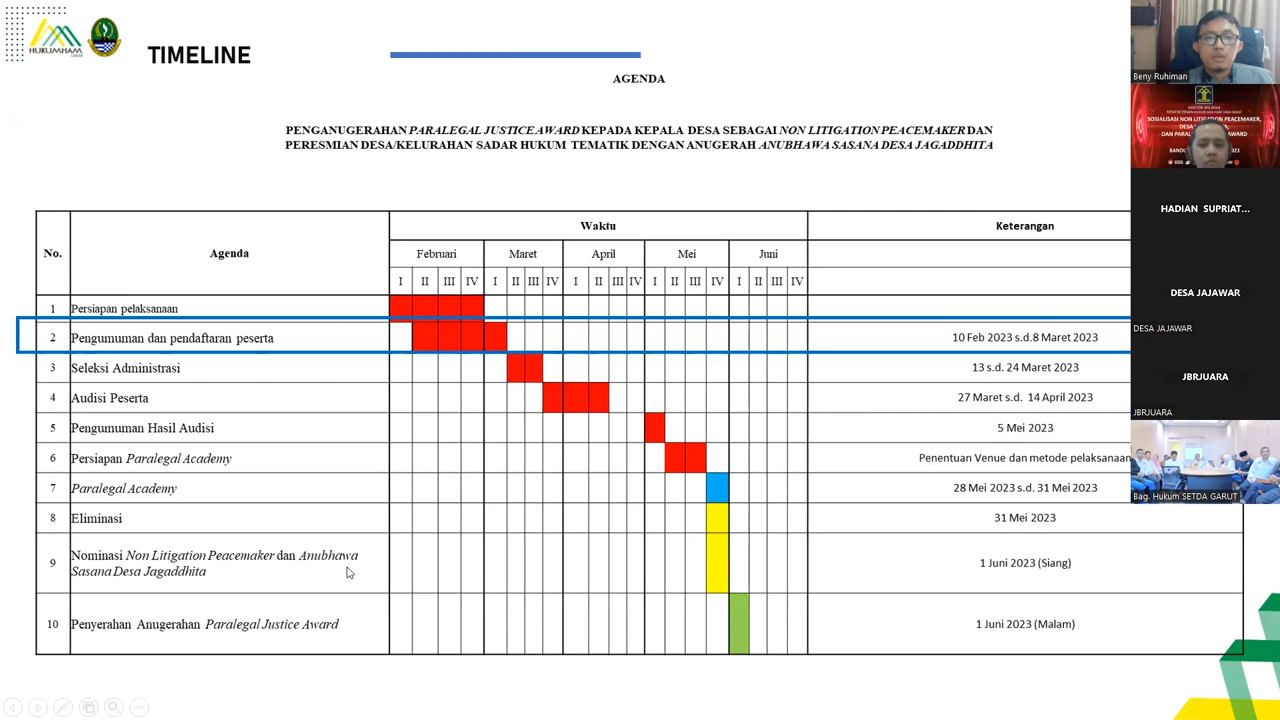 HUKUMHAM
TIMELINE
AGENDA
PENGANUGERAHAN PARALEGAL JUSTICE AWARD KEPADA KEPALA DESA SEBAGAI NON LITIGATION PEACEMAKER DAN
PERESMIAN DESA/KELURAHAN SADAR HUKUM TEMATIK DENGAN ANUGERAH ANUBHAWA SASANA DESA JAGADDHITA
No. Agenda Waktu Keterangan
Februari Maret April Mei Juni
I II III IV I II III IV I II III IV I II III IV I II III IV
1 Persiapan pelaksanaan
2 Pengumuman dan pendaftaran peserta 10 Feb 2023 s.d.8 Maret 2023
3 Seleksi Administrasi 13 s.d. 24 Maret 2023
4 Audisi Peserta 27 Maret s.d. 14 April 2023
5 Pengumuman Hasil Audisi 5 Mei 2023
6 Persiapan Paralegal Academy Penentuan Venue dan metode pelaksanaan
7 Paralegal Academy 28 Mei 2023 s.d. 31 Mei 2023
8 Eliminasi 31 Mei 2023
9 Nominasi Non Litigation Peacemaker dan Anubhawa
Sasana Desa Jagaddhita 1 Juni 2023 (Siang)
10 Penyerahan Anugerahan Paralegal Justice Award 1 Juni 2023 (Malam)
Beny Ruhiman
SOSIALISASI NON LITIGATION PEACEMAKER,
HADIAN SUPRIAT...
DESA JAJAWAR
DESA JAJAWAR
JBRJUARA
JBRJUARA
Bag. Hukum SETDA GARUT